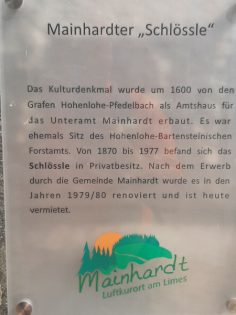 Mainhardter „Schlössle“
Das Kulturdenkmal wurde um 1600 von den
Grafen Hohenlohe-Pfedelbach als Amtshaus für
Jas Unteramt Mainhardt erbaut. Es war
ehemals Sitz des Hohenlohe-Bartensteinischen
Forstamts. Von 1870 bis 1977 befand sich das
Schlössle in Privatbesitz. Nach dem Erwerb
durch die Gemeinde Mainhardt wurde es in den
Jahren 1979/80 renoviert und ist heute
vermietet.
Mainhardt
Luftkurort am Limes